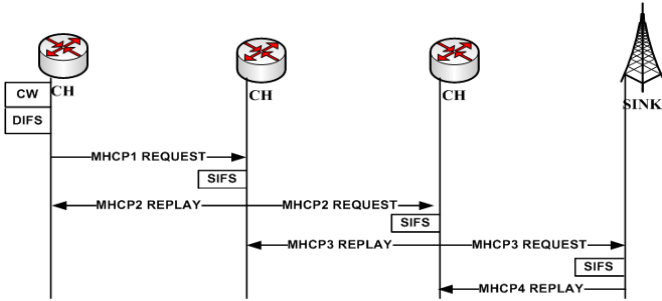 CH
CH
CH
SINK
CW
DIFS
MHCP1 REQUEST
SIFS
MHCP2 REPLAY
MHCP2 REQUEST
SIFS
MHCP3 REPLAY
MHCP3 REQUEST
SIFS
MHCP4 REPLAY